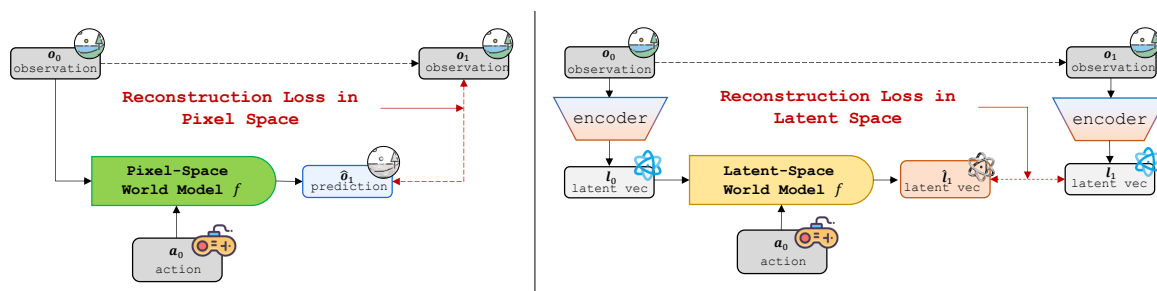 o₀
observation
o₁
observation
Reconstruction Loss in
Pixel Space
Pixel-Space
World Model f
ô₁
prediction
a₀
action
o₀
observation
o₁
observation
Reconstruction Loss in
Latent Space
encoder
encoder
l₀
latent vec
Latent-Space
World Model f
l̂₁
latent vec
l₁
latent vec
a₀
action